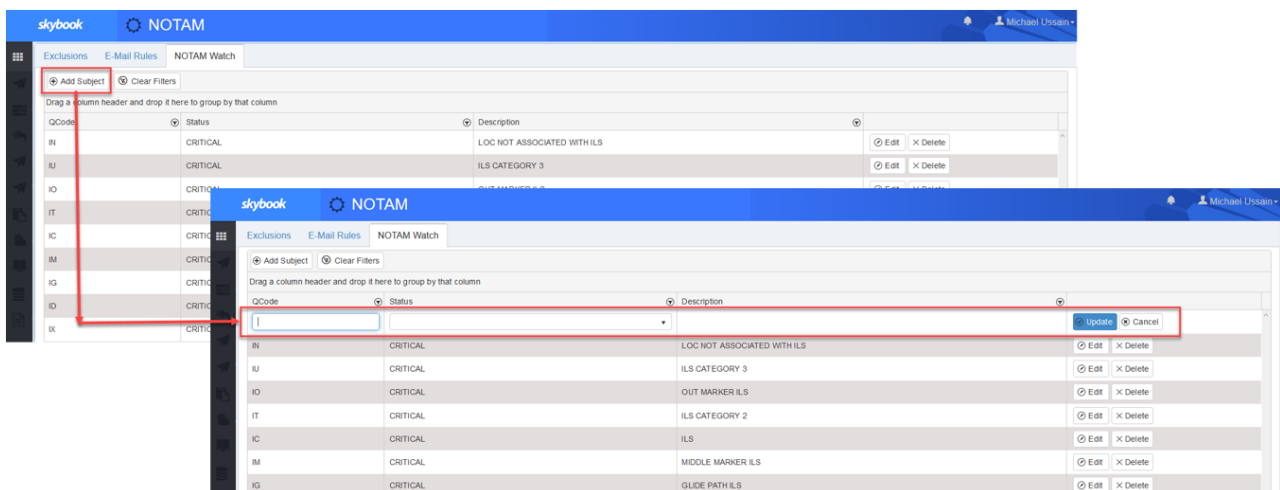 skybook NOTAM Michael Ussain
Exclusions E-Mail Rules NOTAM Watch
Add Subject Clear Filters
Drag a column header and drop it here to group by that column
QCode Status Description
IN CRITICAL LOC NOT ASSOCIATED WITH ILS Edit Delete
IU CRITICAL ILS CATEGORY 3 Edit Delete
IO
IT
IC
IM
IG
ID
IX
skybook NOTAM Michael Ussain
Exclusions E-Mail Rules NOTAM Watch
Add Subject Clear Filters
Drag a column header and drop it here to group by that column
QCode Status Description
Update Cancel
IN CRITICAL LOC NOT ASSOCIATED WITH ILS Edit Delete
IU CRITICAL ILS CATEGORY 3 Edit Delete
IO CRITICAL OUT MARKER ILS Edit Delete
IT CRITICAL ILS CATEGORY 2 Edit Delete
IC CRITICAL ILS Edit Delete
IM CRITICAL MIDDLE MARKER ILS Edit Delete
IG CRITICAL GLIDE PATH ILS Edit Delete